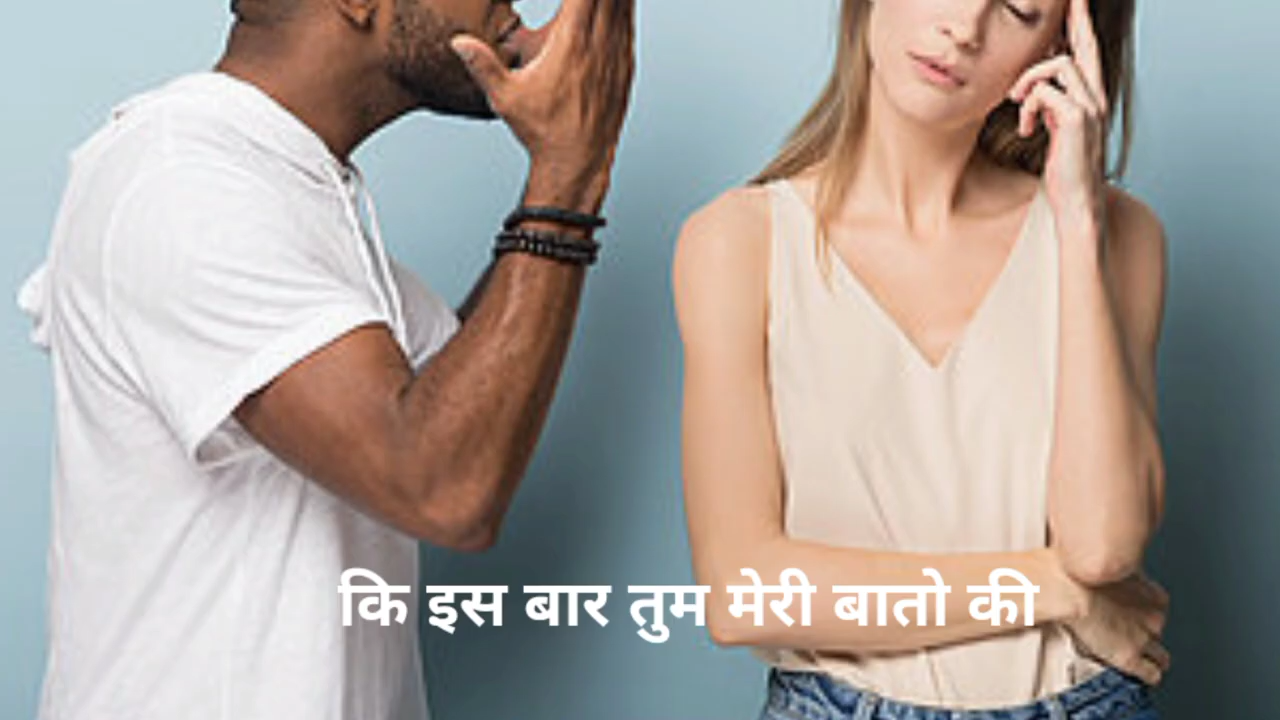 कि इस बार तुम मेरी बातो की